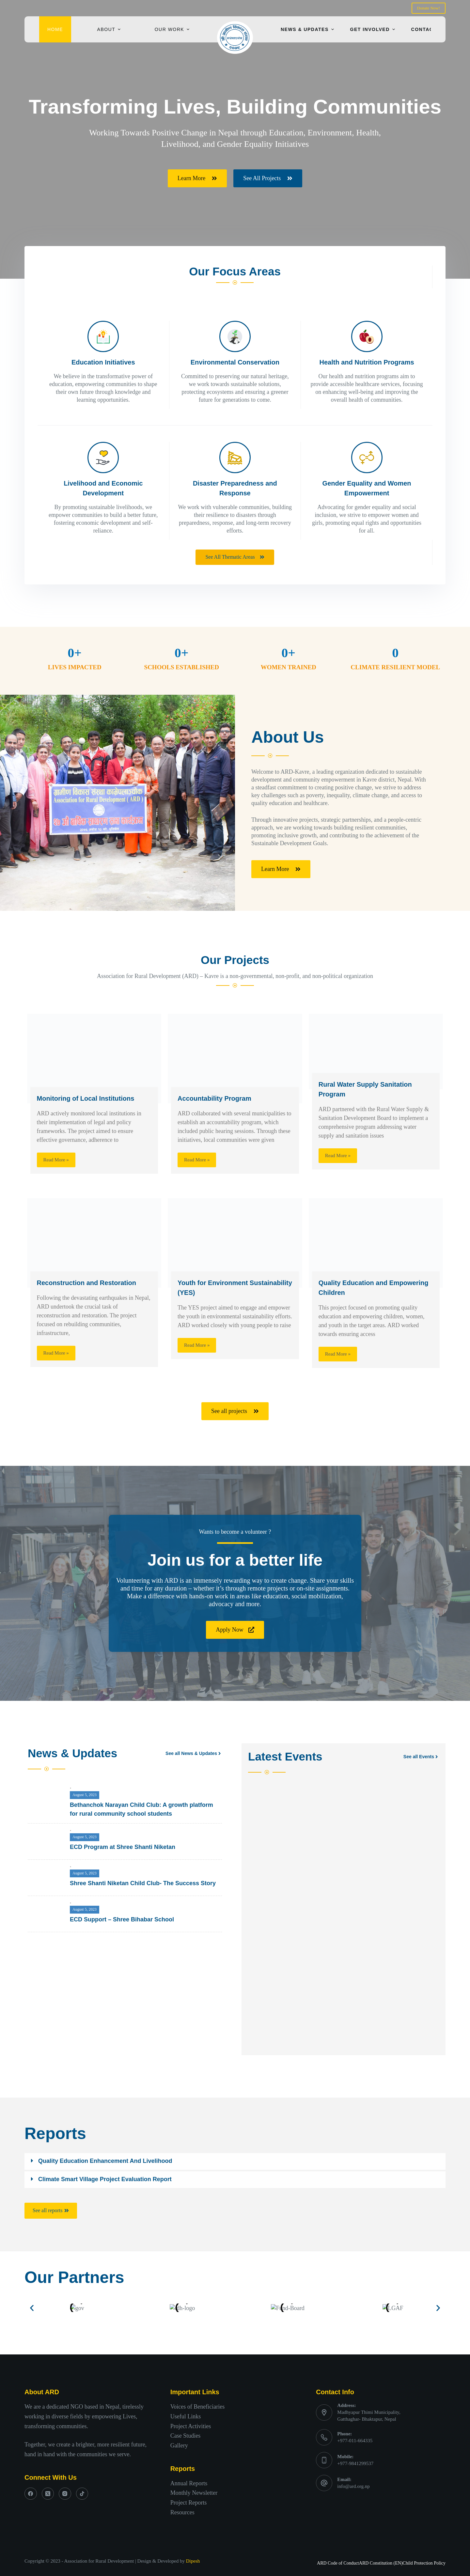 Donate Now!
HOME
ABOUT
OUR WORK
NEWS & UPDATES
GET INVOLVED
CONTAI
Transforming Lives, Building Communities
Working Towards Positive Change in Nepal through Education, Environment, Health,
Livelihood, and Gender Equality Initiatives
Learn More
See All Projects
Our Focus Areas
Education Initiatives
We believe in the transformative power of
education, empowering communities to shape
their own future through knowledge and
learning opportunities.
Environmental Conservation
Committed to preserving our natural heritage,
we work towards sustainable solutions,
protecting ecosystems and ensuring a greener
future for generations to come.
Health and Nutrition Programs
Our health and nutrition programs aim to
provide accessible healthcare services, focusing
on enhancing well-being and improving the
overall health of communities.
Livelihood and Economic
Development
By promoting sustainable livelihoods, we
empower communities to build a better future,
fostering economic development and self-
reliance.
Disaster Preparedness and
Response
We work with vulnerable communities, building
their resilience to disasters through
preparedness, response, and long-term recovery
efforts.
Gender Equality and Women
Empowerment
Advocating for gender equality and social
inclusion, we strive to empower women and
girls, promoting equal rights and opportunities
for all.
See All Thematic Areas
0+
LIVES IMPACTED
0+
SCHOOLS ESTABLISHED
0+
WOMEN TRAINED
0
CLIMATE RESILIENT MODEL
Association for Rural Development (ARD)
About Us
Welcome to ARD-Kavre, a leading organization dedicated to sustainable
development and community empowerment in Kavre district, Nepal. With
a steadfast commitment to creating positive change, we strive to address
key challenges such as poverty, inequality, climate change, and access to
quality education and healthcare.
Through innovative projects, strategic partnerships, and a people-centric
approach, we are working towards building resilient communities,
promoting inclusive growth, and contributing to the achievement of the
Sustainable Development Goals.
Learn More
Our Projects
Association for Rural Development (ARD) – Kavre is a non-governmental, non-profit, and non-political organization
Monitoring of Local Institutions
ARD actively monitored local institutions in
their implementation of legal and policy
frameworks. The project aimed to ensure
effective governance, adherence to
Read More »
Accountability Program
ARD collaborated with several municipalities to
establish an accountability program, which
included public hearing sessions. Through these
initiatives, local communities were given
Read More »
Rural Water Supply Sanitation
Program
ARD partnered with the Rural Water Supply &
Sanitation Development Board to implement a
comprehensive program addressing water
supply and sanitation issues
Read More »
Reconstruction and Restoration
Following the devastating earthquakes in Nepal,
ARD undertook the crucial task of
reconstruction and restoration. The project
focused on rebuilding communities,
infrastructure,
Read More »
Youth for Environment Sustainability
(YES)
The YES project aimed to engage and empower
the youth in environmental sustainability efforts.
ARD worked closely with young people to raise
Read More »
Quality Education and Empowering
Children
This project focused on promoting quality
education and empowering children, women,
and youth in the target areas. ARD worked
towards ensuring access
Read More »
See all projects
Wants to become a volunteer ?
Join us for a better life
Volunteering with ARD is an immensely rewarding way to create change. Share your skills
and time for any duration – whether it's through remote projects or on-site assignments.
Make a difference with hands-on work in areas like education, social mobilization,
advocacy and more.
Apply Now
News & Updates
See all News & Updates
August 5, 2023
Bethanchok Narayan Child Club: A growth platform
for rural community school students
August 5, 2023
ECD Program at Shree Shanti Niketan
August 5, 2023
Shree Shanti Niketan Child Club- The Success Story
August 5, 2023
ECD Support – Shree Bihabar School
Latest Events
See all Events
Reports
Quality Education Enhancement And Livelihood
Climate Smart Village Project Evaluation Report
See all reports
Our Partners
About ARD
We are a dedicated NGO based in Nepal, tirelessly
working in diverse fields by empowering Lives,
transforming communities.
Together, we create a brighter, more resilient future,
hand in hand with the communities we serve.
Connect With Us
Important Links
Voices of Beneficiaries
Useful Links
Project Activities
Case Studies
Gallery
Reports
Annual Reports
Monthly Newsletter
Project Reports
Resources
Contact Info
Address:
Madhyapur Thimi Municipality,
Gatthaghar- Bhaktapur, Nepal
Phone:
+977-011-664335
Mobile:
+977-9841299537
Email:
info@ard.org.np
Copyright © 2023 - Association for Rural Development | Design & Developed by Dipesh
ARD Code of ConductARD Constitution (EN)Child Protection Policy